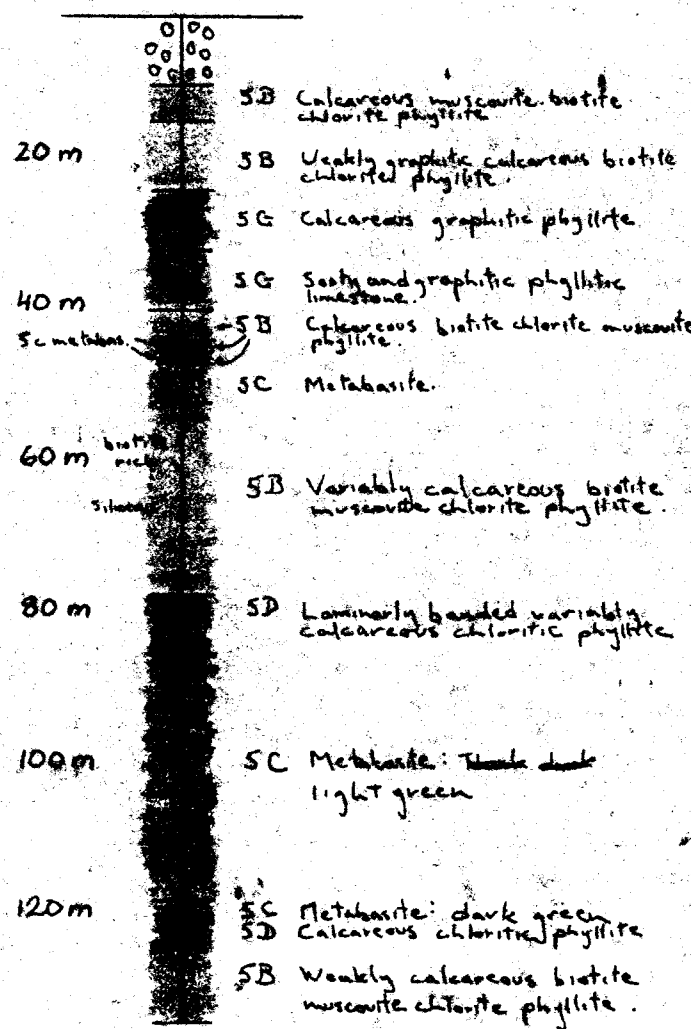 5B Calcareous muscovite biotite
chlorite phyllite
20 m
5B Weakly graphitic calcareous biotite
chlorited phyllite.
5G Calcareous graphitic phyllite
5G Sooty and graphitic phyllitic
limestone.
40 m
5B Calcareous biotite chlorite muscovite
phyllite.
5C metabas.
5C Metabasite.
60 m
biotite
rich
5B Variably calcareous biotite
muscovite chlorite phyllite.
80 m
5D Laminarly banded variably
calcareous chloritic phyllite
100 m
5C Metabasite:
light green
120 m
5C Metabasite: dark green
5D Calcareous chloritic phyllite
5B Weakly calcareous biotite
muscovite chlorite phyllite.